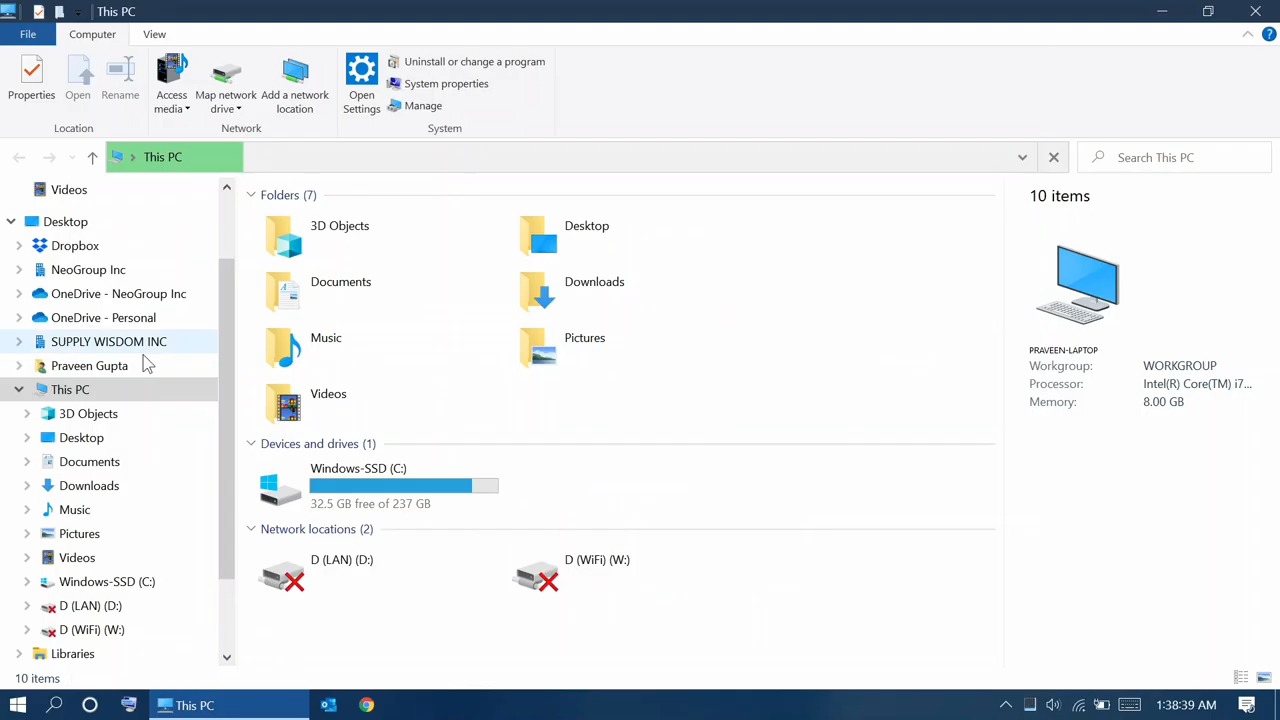 This PC
File
Computer
View
Properties
Open
Rename
Access media
Map network drive
Add a network location
Open Settings
Uninstall or change a program
System properties
Manage
Location
Network
System
This PC
Search This PC
Videos
Desktop
Dropbox
NeoGroup Inc
OneDrive - NeoGroup Inc
OneDrive - Personal
SUPPLY WISDOM INC
Praveen Gupta
This PC
3D Objects
Desktop
Documents
Downloads
Music
Pictures
Videos
Windows-SSD (C:)
D (LAN) (D:)
D (WiFi) (W:)
Libraries
Folders (7)
3D Objects
Desktop
Documents
Downloads
Music
Pictures
Videos
Devices and drives (1)
Windows-SSD (C:)
32.5 GB free of 237 GB
Network locations (2)
D (LAN) (D:)
D (WiFi) (W:)
10 items
PRAVEEN-LAPTOP
Workgroup: WORKGROUP
Processor: Intel(R) Core(TM) i7...
Memory: 8.00 GB
10 items
This PC
1:38:39 AM